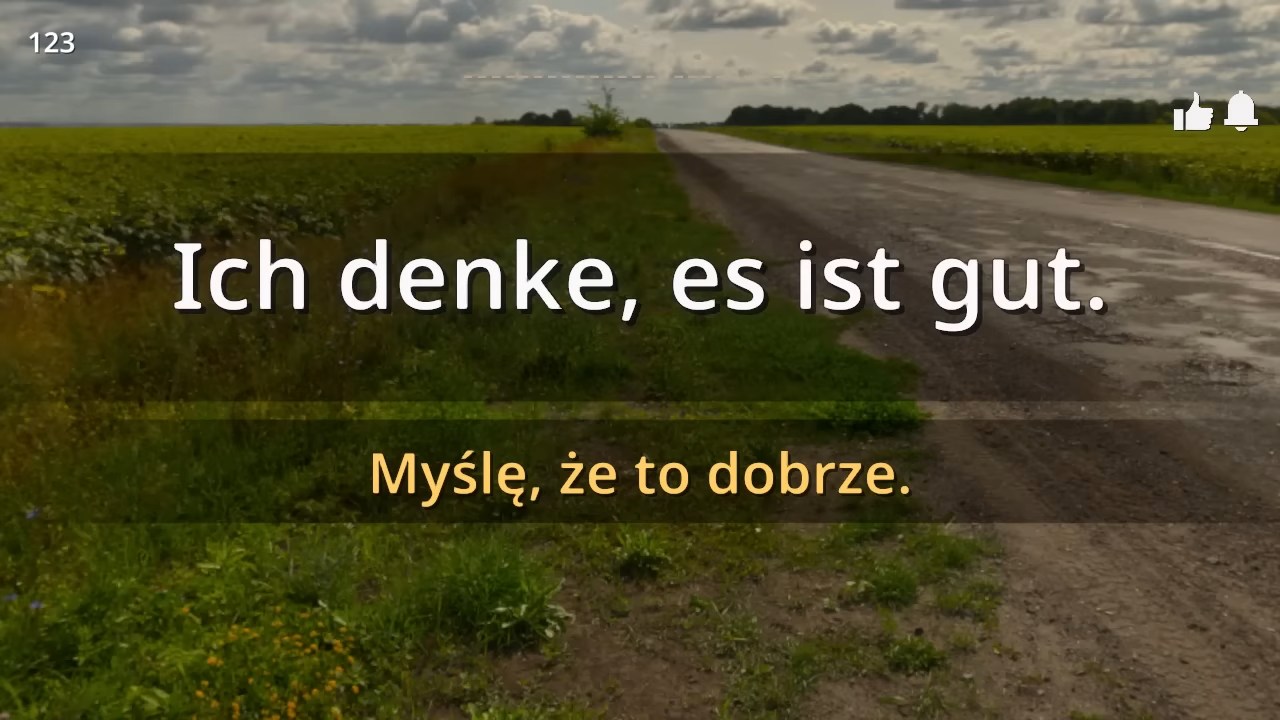 123
Ich denke, es ist gut.
Myślę, że to dobrze.